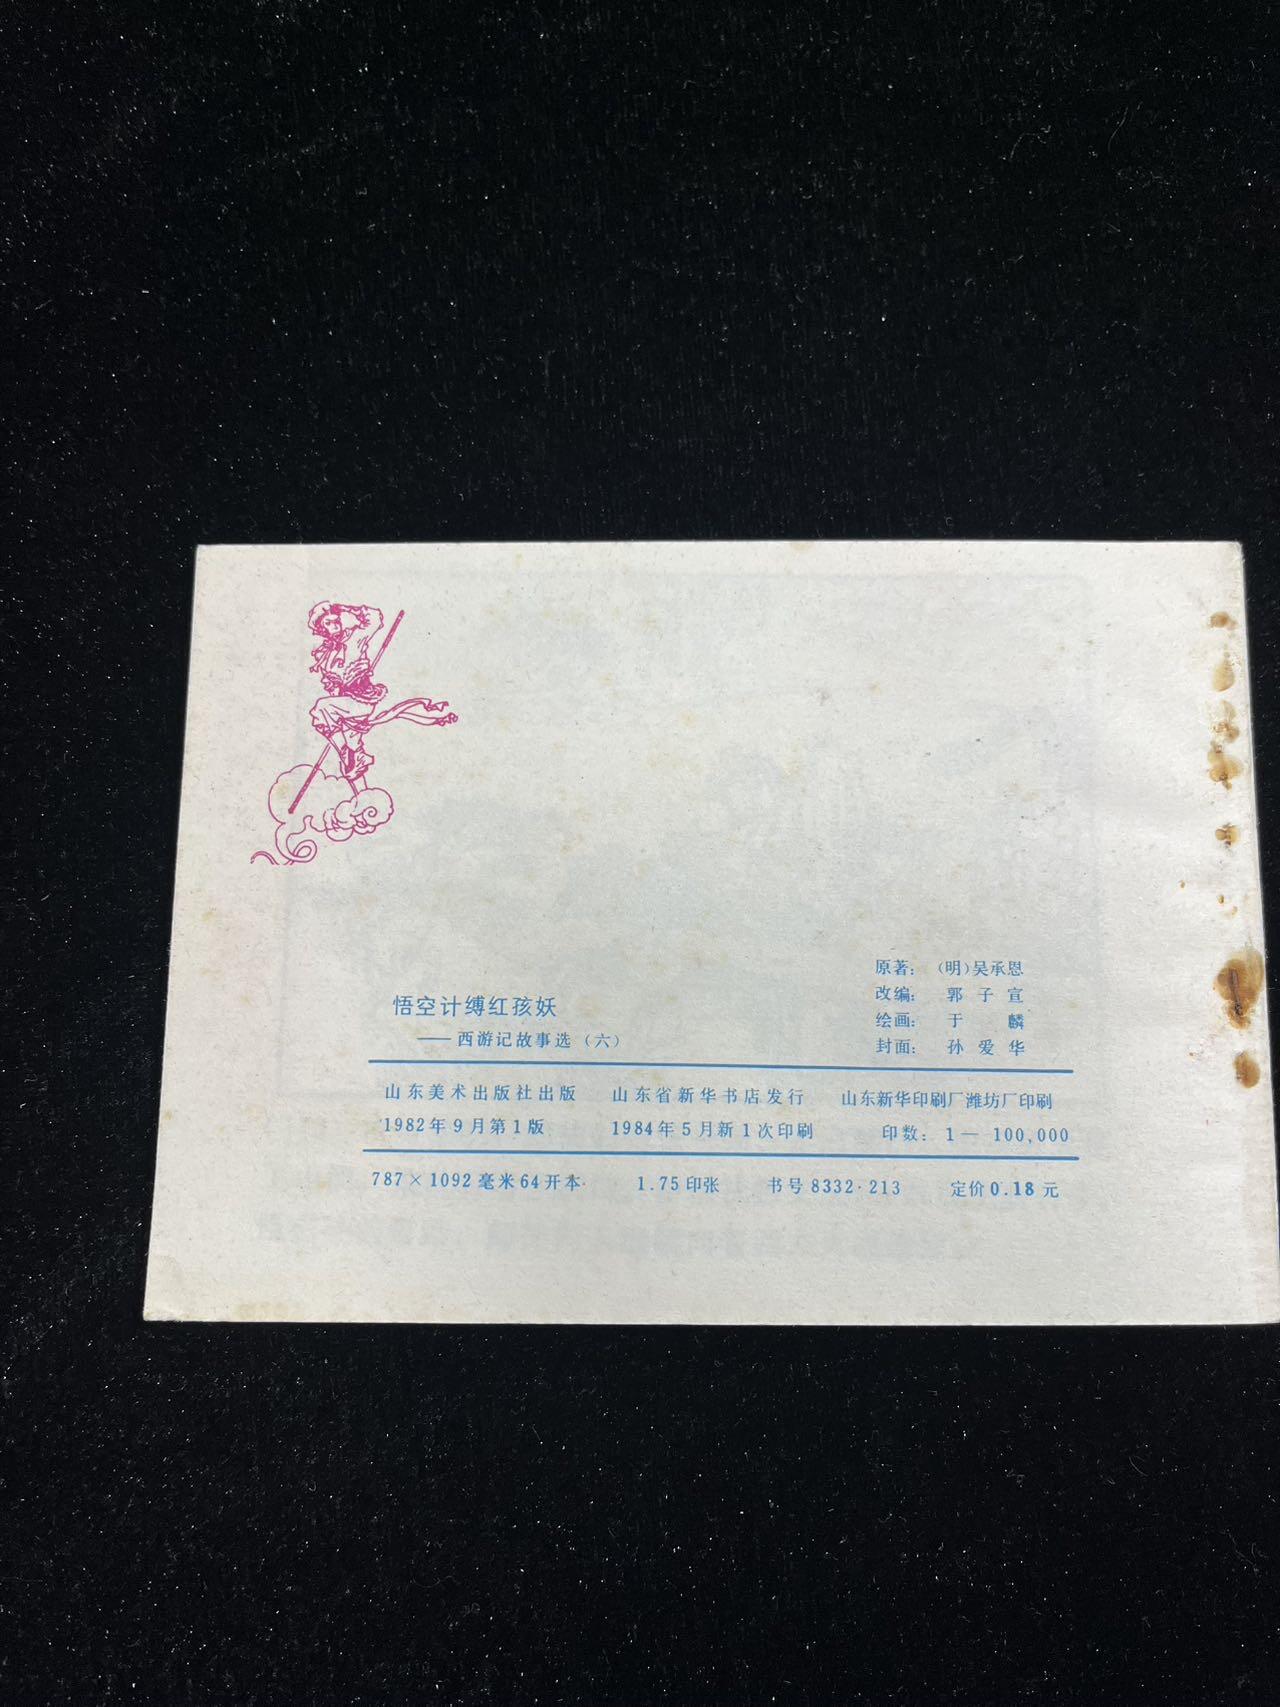 原著：（明）吴承恩
改编：郭子宣
绘画：于麟
封面：孙爱华
悟空计缚红孩妖
——西游记故事选（六）
山东美术出版社出版 山东省新华书店发行 山东新华印刷厂潍坊厂印刷
1982年9月第1版 1984年5月新1次印刷 印数：1—100,000
787×1092毫米64开本 1.75印张 书号8332·213 定价0.18元